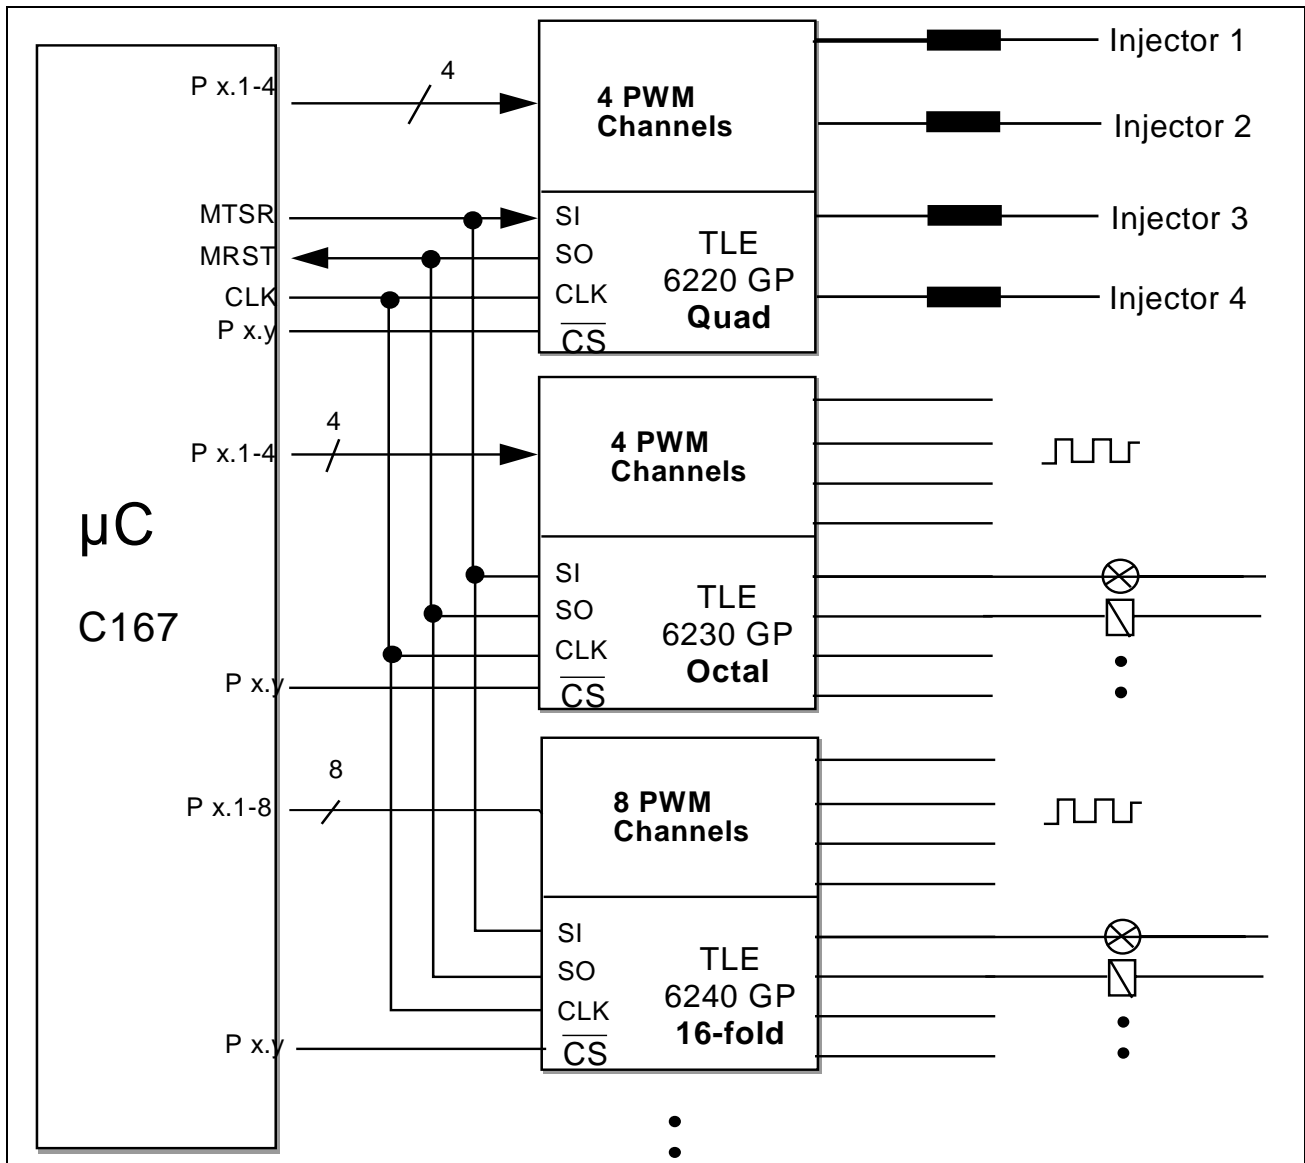 µC
C167
P x.1-4
4
4 PWM
Channels
Injector 1
Injector 2
MTSR
MRST
CLK
P x.y
SI
SO
CLK
CS
TLE
6220 GP
Quad
Injector 3
Injector 4
P x.1-4
4
4 PWM
Channels
P x.y
SI
SO
CLK
CS
TLE
6230 GP
Octal
P x.1-8
8
8 PWM
Channels
P x.y
SI
SO
CLK
CS
TLE
6240 GP
16-fold